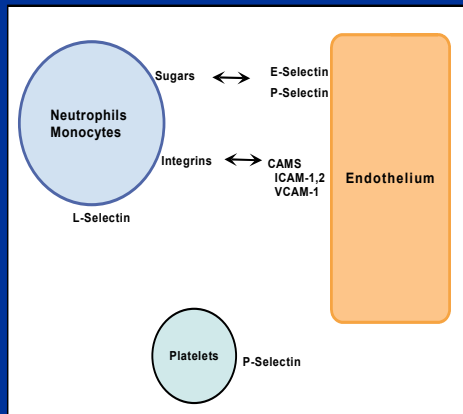 Sugars
E-Selectin
P-Selectin
Neutrophils
Monocytes
Integrins
CAMS
ICAM-1,2
VCAM-1
Endothelium
L-Selectin
Platelets
P-Selectin